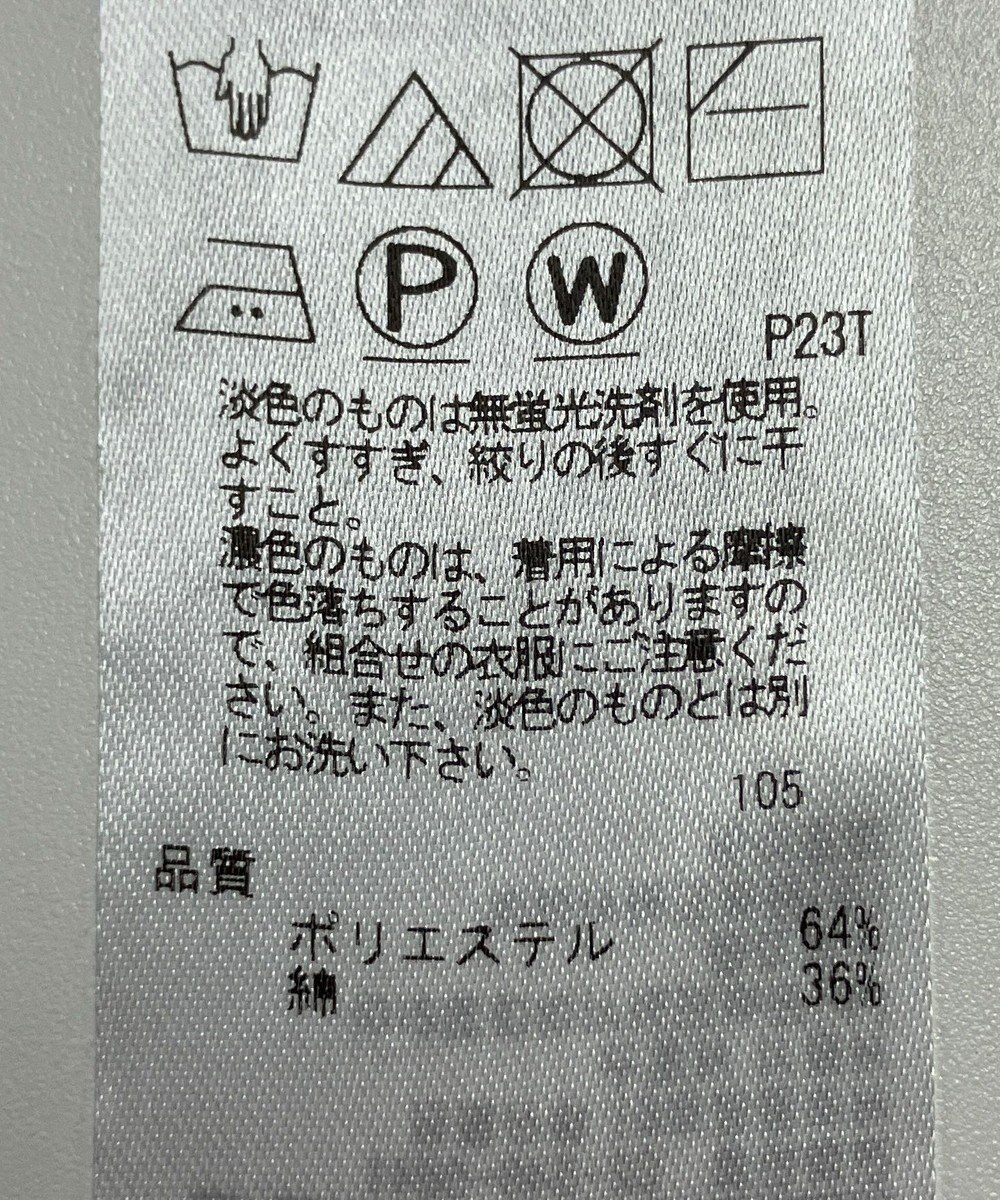 P W
P23T
淡色のものは無蛍光洗剤を使用。
よくすすぎ、絞りの後すぐに干
すこと。
濃色のものは、着用による摩擦
で色落ちすることがありますの
で、組合せの衣服にご注意くだ
さい。また、淡色のものとは別
にお洗い下さい。
105
品質
ポリエステル 64%
綿 36%